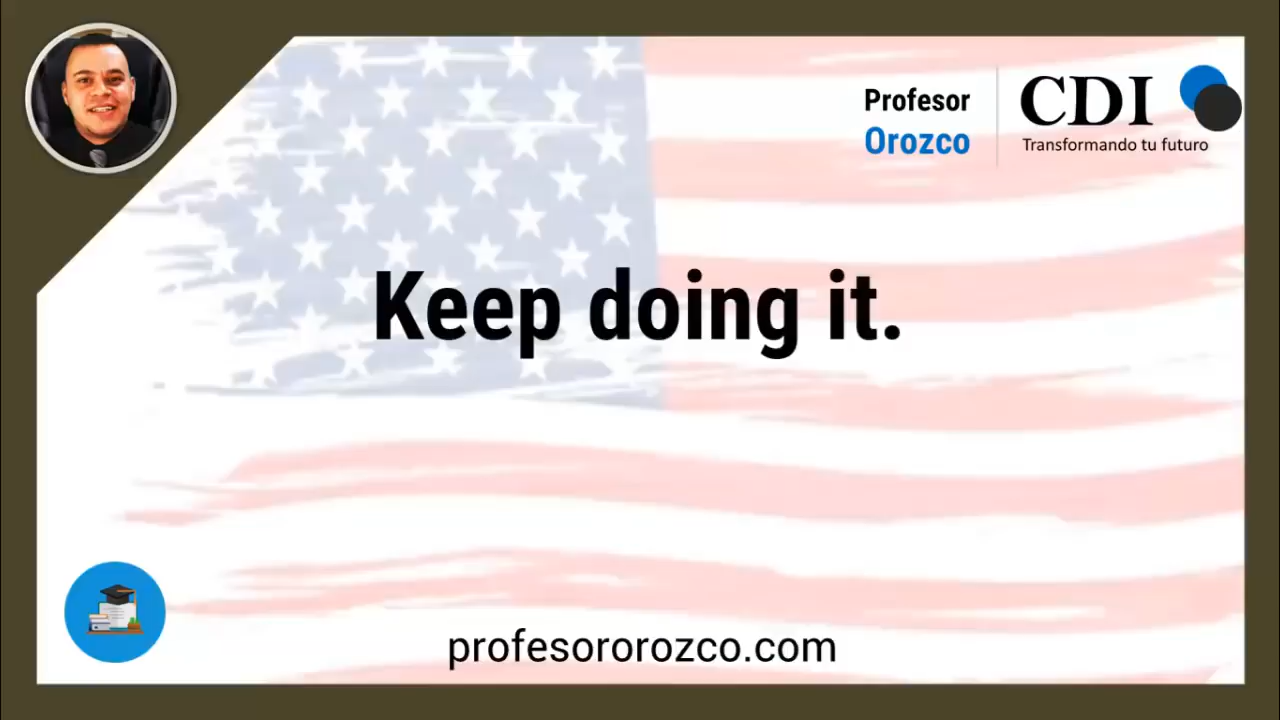 Profesor
Orozco
CDI
Transformando tu futuro
Keep doing it.
profesororozco.com